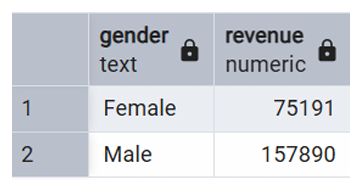 gender revenue
text numeric
1 Female 75191
2 Male 157890